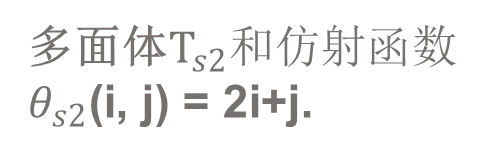 多面体T_{s2}和仿射函数
θ_{s2}(i, j) = 2i+j.